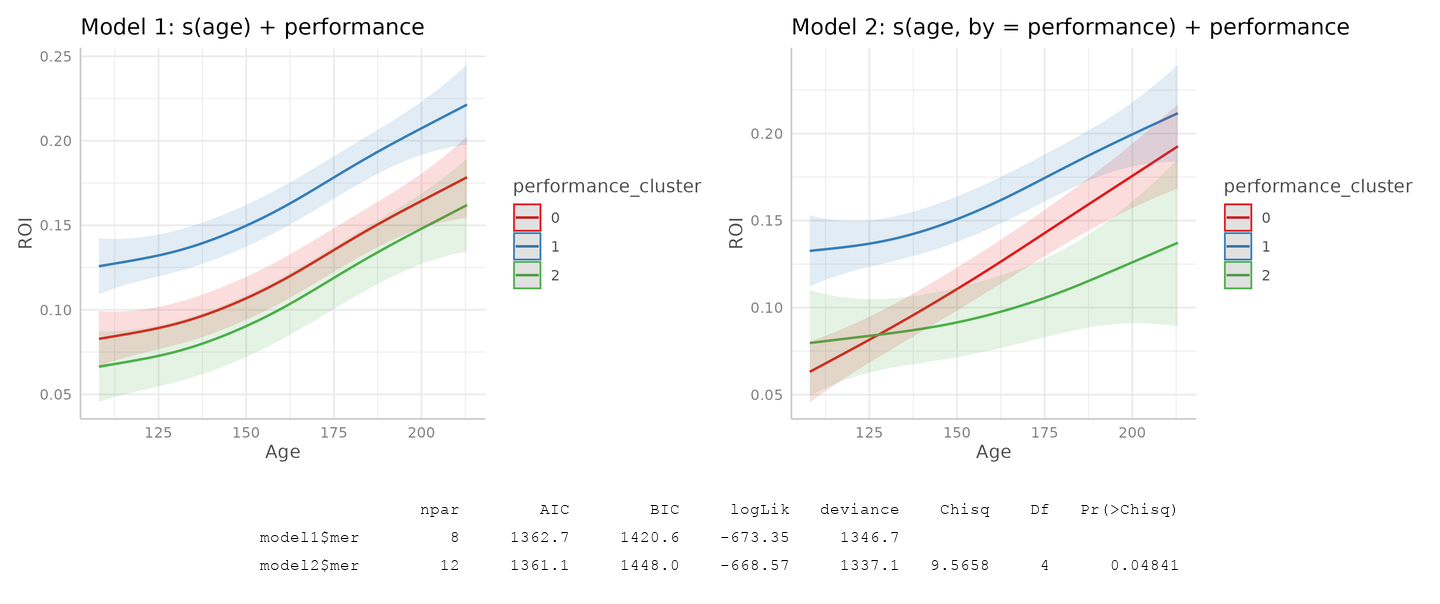 Model 1: s(age) + performance
0.25
0.20
0.15
0.10
0.05
ROI
125 150 175 200
Age
performance_cluster
0
1
2
Model 2: s(age, by = performance) + performance
0.20
0.15
0.10
0.05
ROI
125 150 175 200
Age
performance_cluster
0
1
2
npar AIC BIC logLik deviance Chisq Df Pr(>Chisq)
model1$mer 8 1362.7 1420.6 -673.35 1346.7
model2$mer 12 1361.1 1448.0 -668.57 1337.1 9.5658 4 0.04841